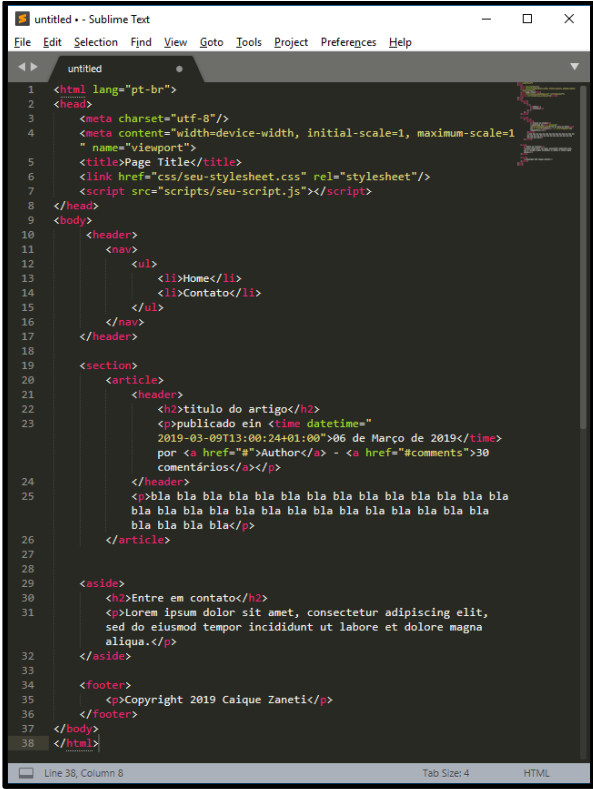 untitled • - Sublime Text
File Edit Selection Find View Goto Tools Project Preferences Help
untitled
1 <html lang="pt-br">
2 <head>
3 <meta charset="utf-8"/>
4 <meta content="width=device-width, initial-scale=1, maximum-scale=1
" name="viewport">
5 <title>Page Title</title>
6 <link href="css/seu-stylesheet.css" rel="stylesheet"/>
7 <script src="scripts/seu-script.js"></script>
8 </head>
9 <body>
10 <header>
11 <nav>
12 <ul>
13 <li>Home</li>
14 <li>Contato</li>
15 </ul>
16 </nav>
17 </header>
18
19 <section>
20 <article>
21 <header>
22 <h2>titulo do artigo</h2>
23 <p>publicado ein <time datetime="
2019-03-09T13:00:24+01:00">06 de Março de 2019</time>
por <a href="#">Author</a> - <a href="#comments">30
comentários</a></p>
24 </header>
25 <p>bla bla bla bla bla bla bla bla bla bla bla bla bla bla
bla bla bla bla bla bla bla bla bla bla bla bla bla bla
bla bla bla bla</p>
26 </article>
27
28
29 <aside>
30 <h2>Entre em contato</h2>
31 <p>Lorem ipsum dolor sit amet, consectetur adipiscing elit,
sed do eiusmod tempor incididunt ut labore et dolore magna
aliqua.</p>
32 </aside>
33
34 <footer>
35 <p>Copyright 2019 Caique Zaneti</p>
36 </footer>
37 </body>
38 </html>
Line 38, Column 8 Tab Size: 4 HTML